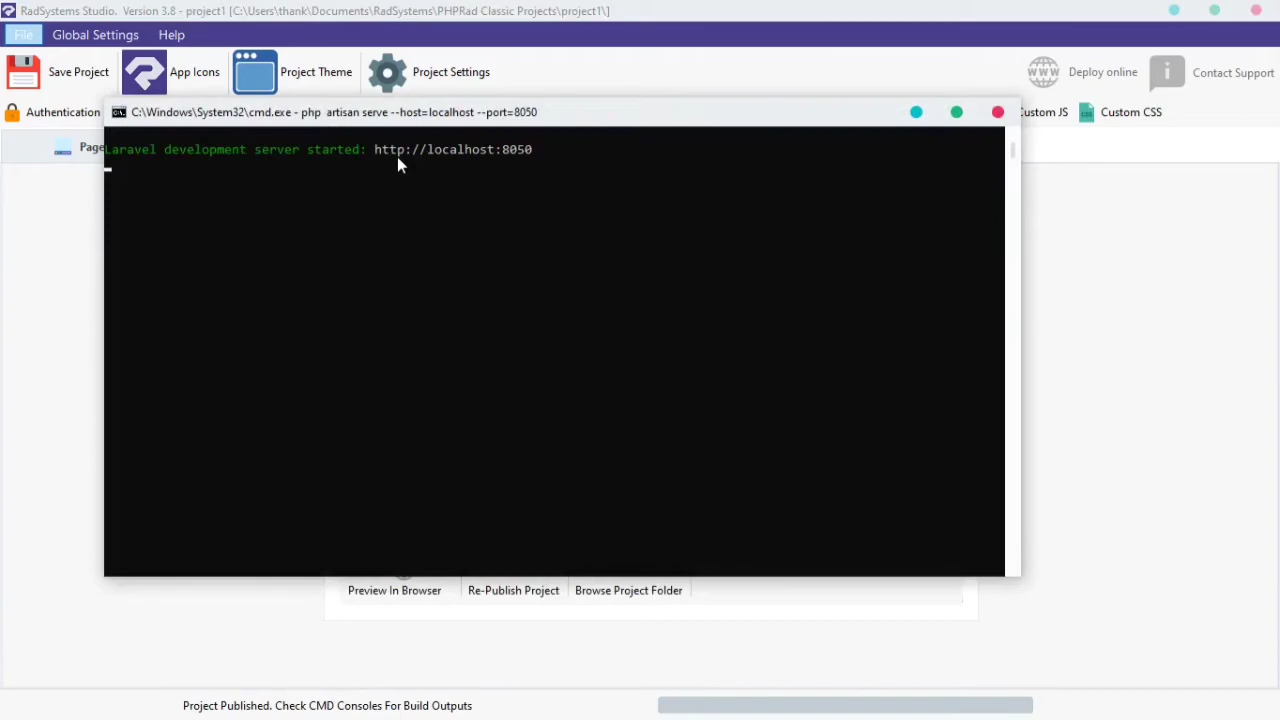 RadSystems Studio. Version 3.8 - project1 [C:\Users\thank\Documents\RadSystems\PHPRad Classic Projects\project1\]
File Global Settings Help
Save Project App Icons Project Theme Project Settings WWW Deploy online Contact Support
Authentication C:\Windows\System32\cmd.exe - php artisan serve --host=localhost --port=8050 Custom JS Custom CSS
Page Laravel development server started: http://localhost:8050
Preview In Browser Re-Publish Project Browse Project Folder
Project Published. Check CMD Consoles For Build Outputs